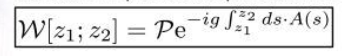 𝒲[z₁; z₂] = 𝒫e^{-ig ∫_{z₁}^{z₂} ds·A(s)}